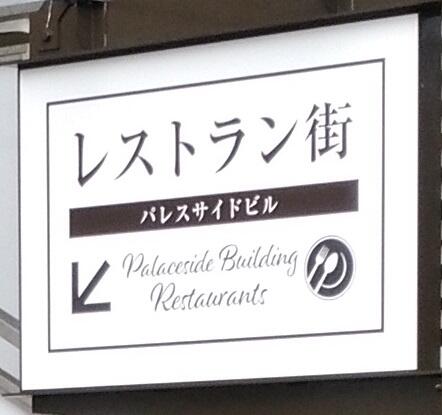 レストラン街
パレスサイドビル
Palaceside Building
Restaurants